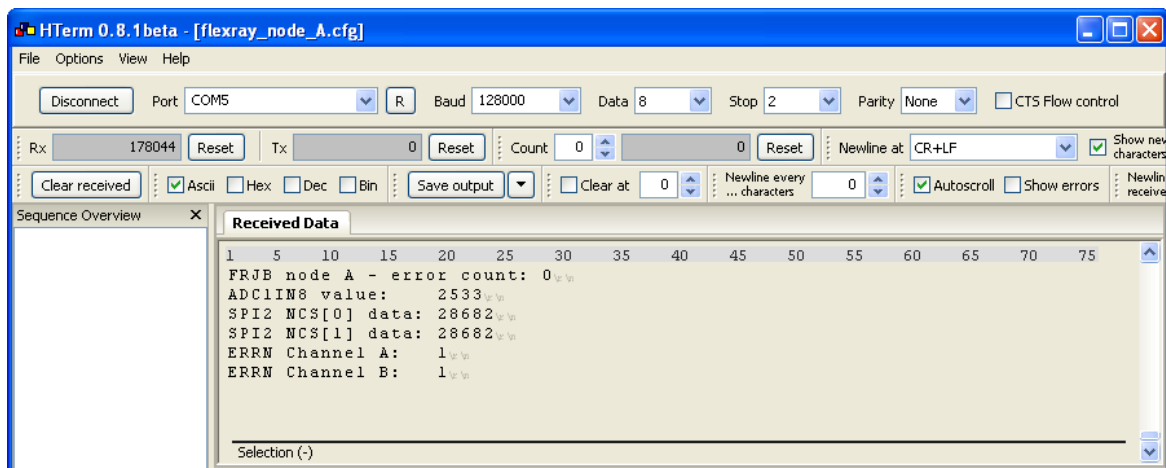 HTerm 0.8.1beta - [flexray_node_A.cfg]
File Options View Help
Disconnect Port COM5 R Baud 128000 Data 8 Stop 2 Parity None CTS Flow control
Rx 178044 Reset Tx 0 Reset Count 0 0 Reset Newline at CR+LF Show new characters
Clear received Ascii Hex Dec Bin Save output Clear at 0 Newline every ... characters 0 Autoscroll Show errors Newlin receive
Sequence Overview X Received Data
1 5 10 15 20 25 30 35 40 45 50 55 60 65 70 75
FRJB node A - error count: 0\r\n
ADC1IN8 value: 2533\r\n
SPI2 NCS[0] data: 28682\r\n
SPI2 NCS[1] data: 28682\r\n
ERRN Channel A: 1\r\n
ERRN Channel B: 1\r\n
Selection (-)